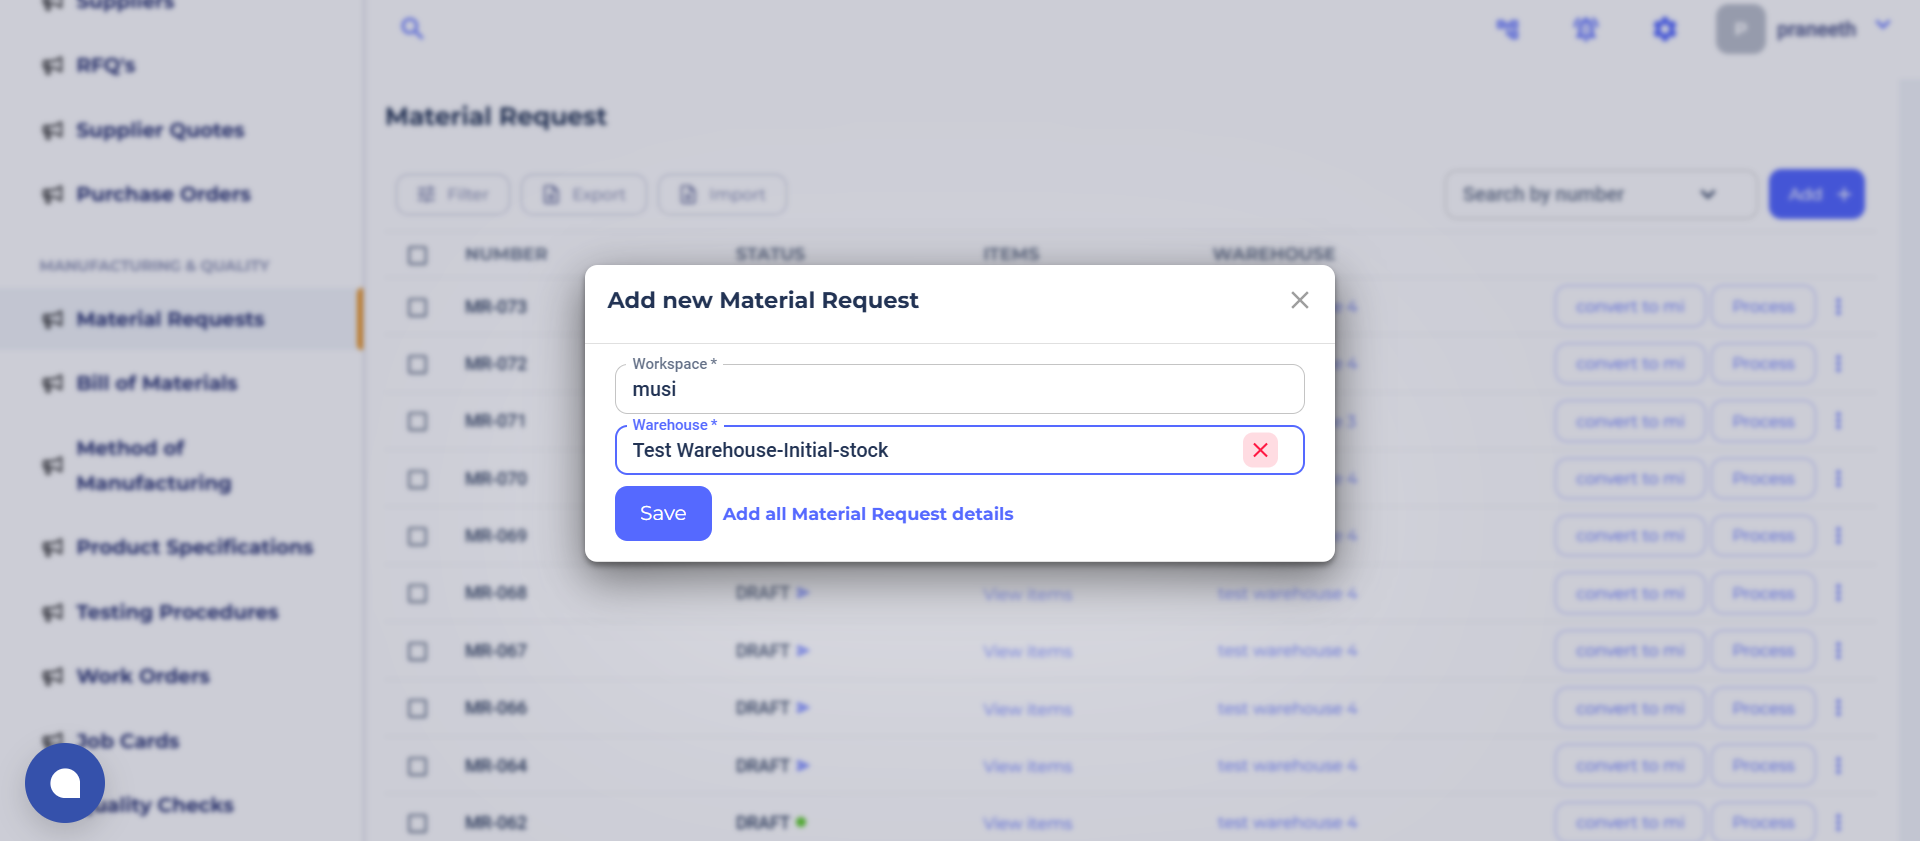 Suppliers
RFQ's
Supplier Quotes
Purchase Orders
MANUFACTURING & QUALITY
Material Requests
Bill of Materials
Method of
Manufacturing
Product Specifications
Testing Procedures
Work Orders
Job Cards
uality Checks
P praneeth
Material Request
Filter Export Import Search by number Add +
NUMBER STATUS ITEMS WAREHOUSE
MR-073 4 convert to mi Process
MR-072 4 convert to mi Process
MR-071 3 convert to mi Process
MR-070 4 convert to mi Process
MR-069 4 convert to mi Process
MR-068 DRAFT View items test warehouse 4 convert to mi Process
MR-067 DRAFT View items test warehouse 4 convert to mi Process
MR-066 DRAFT View items test warehouse 4 convert to mi Process
MR-064 DRAFT View items test warehouse 4 convert to mi Process
MR-062 DRAFT View items test warehouse 4 convert to mi Process
Add new Material Request
Workspace *
musi
Warehouse *
Test Warehouse-Initial-stock
Save Add all Material Request details